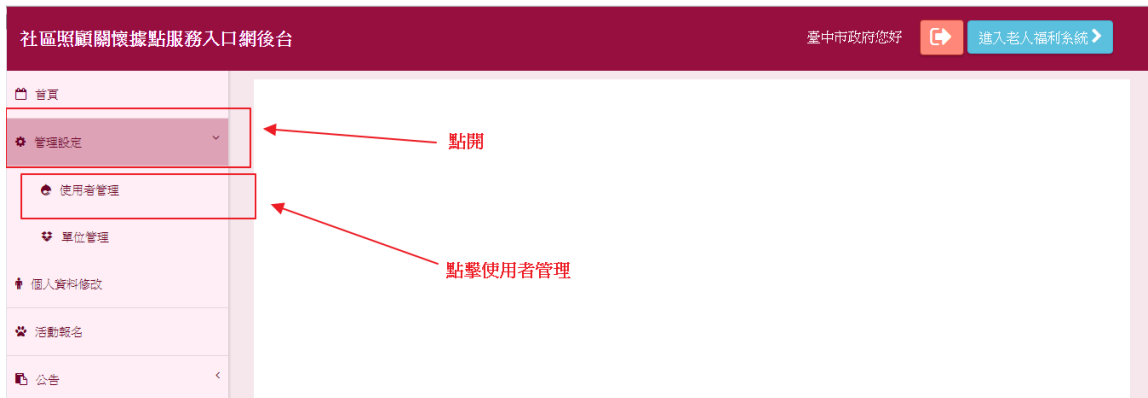 社區照顧關懷據點服務入口網後台
臺中市政府您好
進入老人福利系統
首頁
管理設定
點開
使用者管理
單位管理
點擊使用者管理
個人資料修改
活動報名
公告